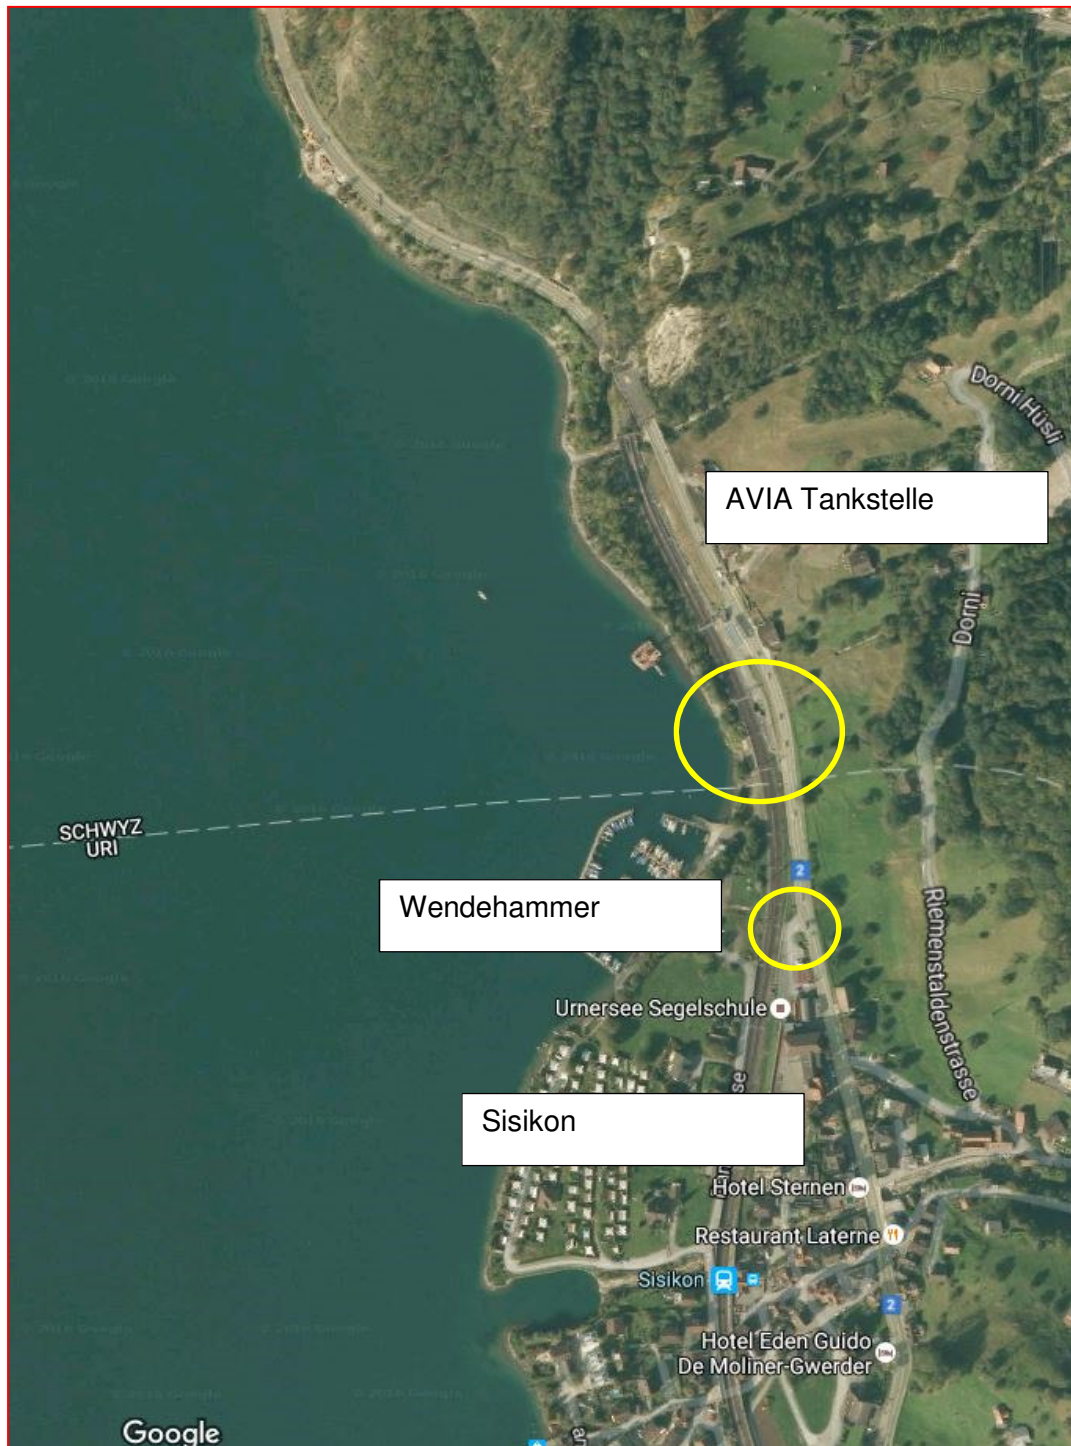 Dorni Hüsli
AVIA Tankstelle
Dorni
SCHWYZ
URI
2
Wendehammer
Riemenstaldenstrasse
Urnersee Segelschule
Sisikon
se
Hotel Sternen
Restaurant Laterne
Sisikon
2
Hotel Eden Guido
De Moliner-Gwerder
Google